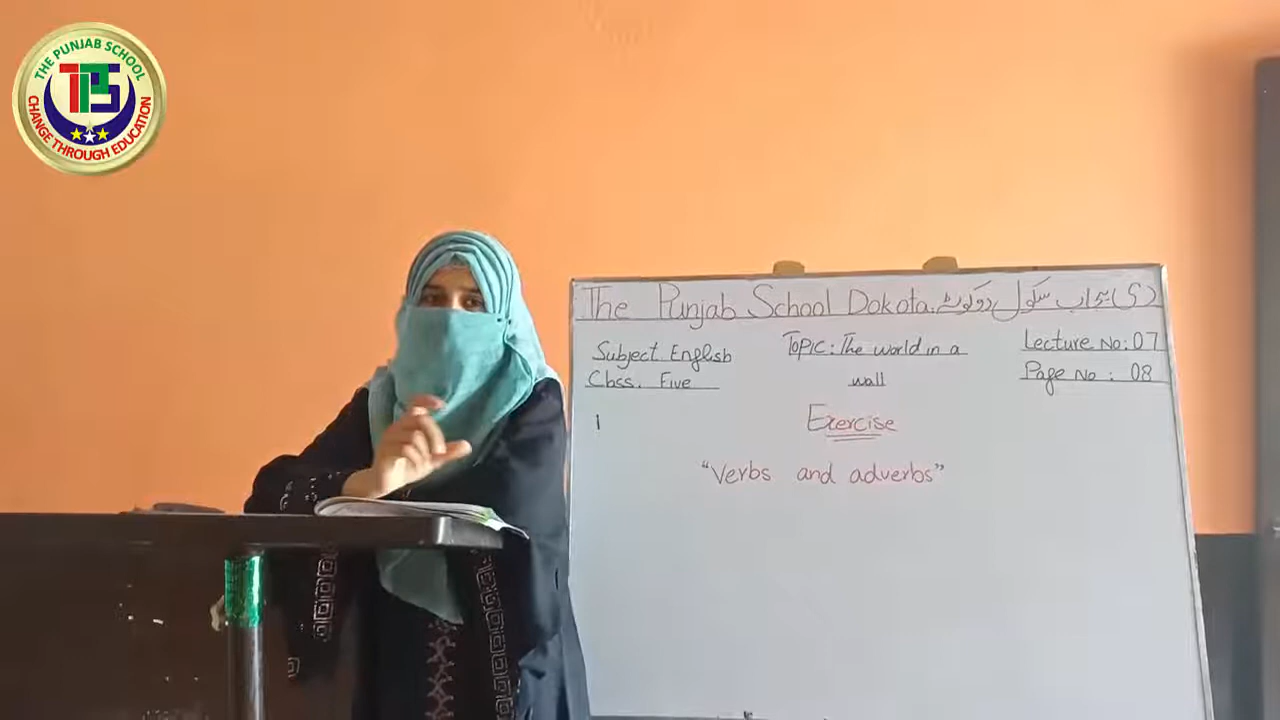 THE PUNJAB SCHOOL
TPS
CHANGE THROUGH EDUCATION
The Punjab School Dokota. پنجاب سکول دوکوٹہ
Subject English
Class. Five
TOPIC: The world in a
wall
Lecture No: 07
Page No : 08
1
Exercise
"Verbs and adverbs"